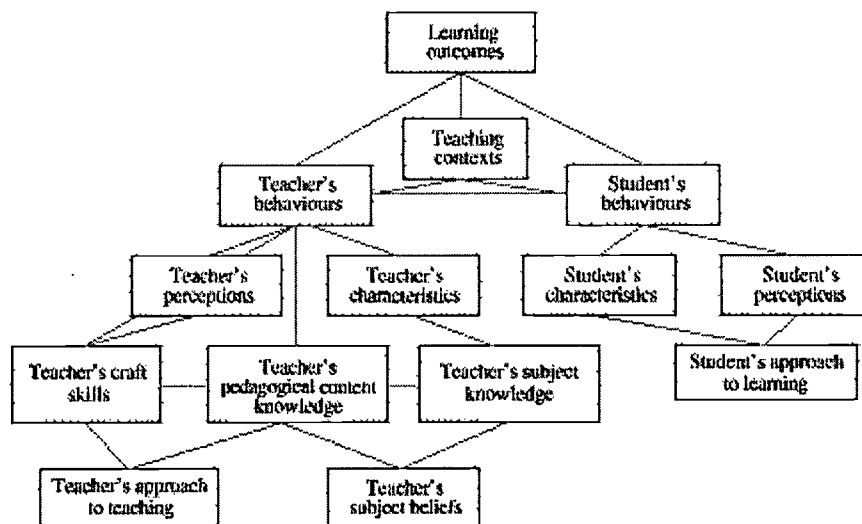 Learning
outcomes
Teaching
contexts
Teacher's
behaviours
Student's
behaviours
Teacher's
perceptions
Teacher's
characteristics
Student's
characteristics
Student's
perceptions
Teacher's craft
skills
Teacher's
pedagogical content
knowledge
Teacher's subject
knowledge
Student's approach
to learning
Teacher's approach
to teaching
Teacher's
subject beliefs